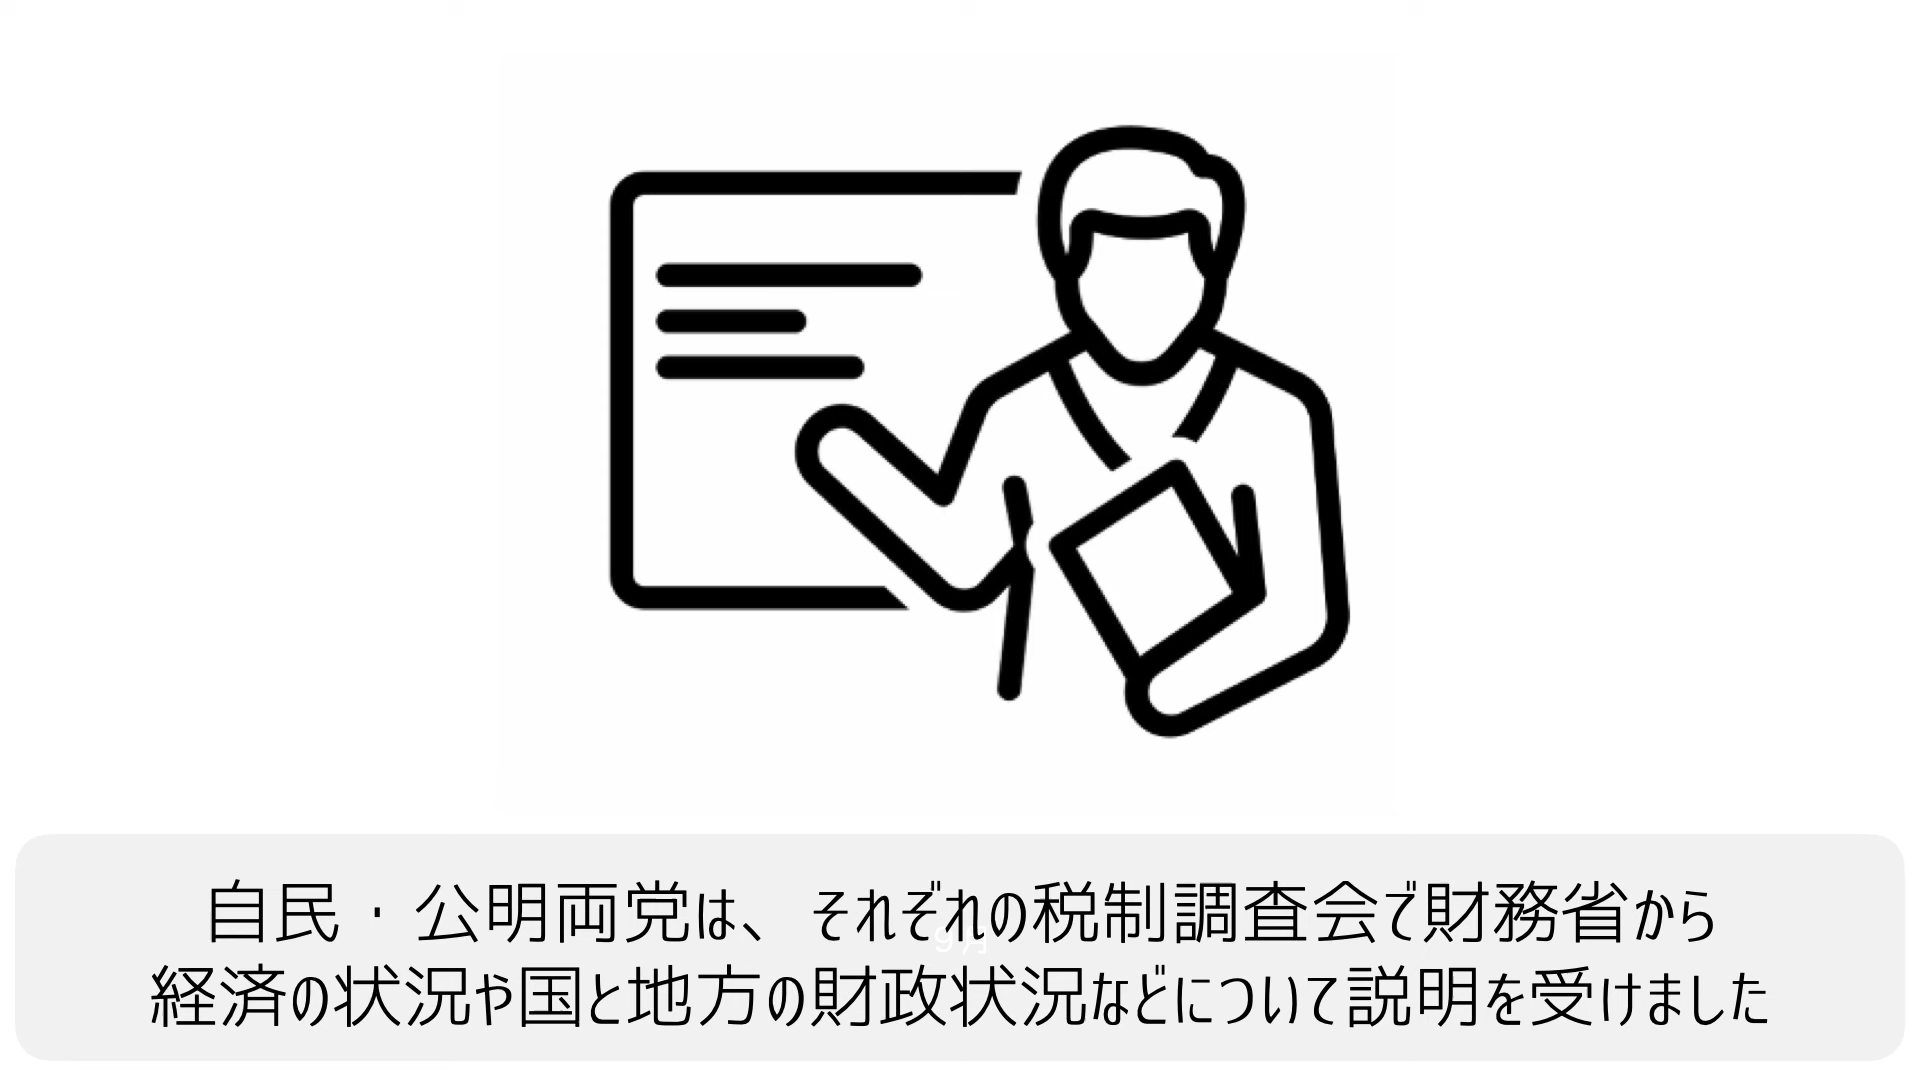 自民・公明両党は、それぞれの税制調査会で財務省から
9月
経済の状況や国と地方の財政状況などについて説明を受けました